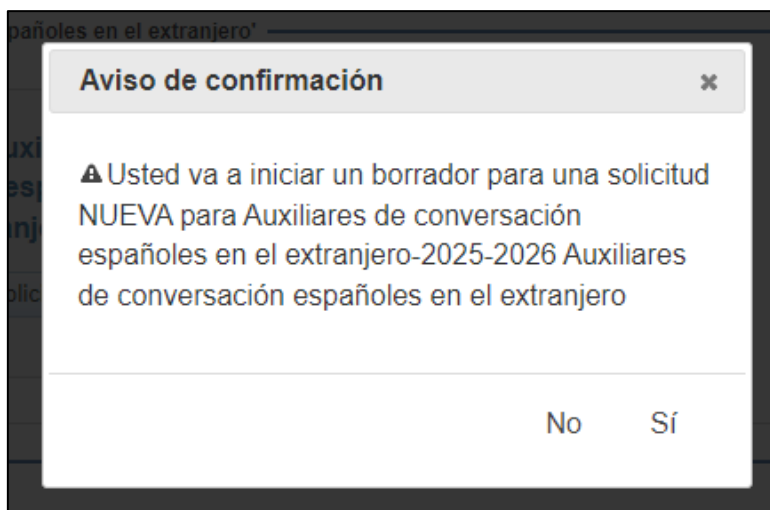 pañoles en el extranjero'
Aviso de confirmación
Usted va a iniciar un borrador para una solicitud
NUEVA para Auxiliares de conversación
españoles en el extranjero-2025-2026 Auxiliares
de conversación españoles en el extranjero
No Sí